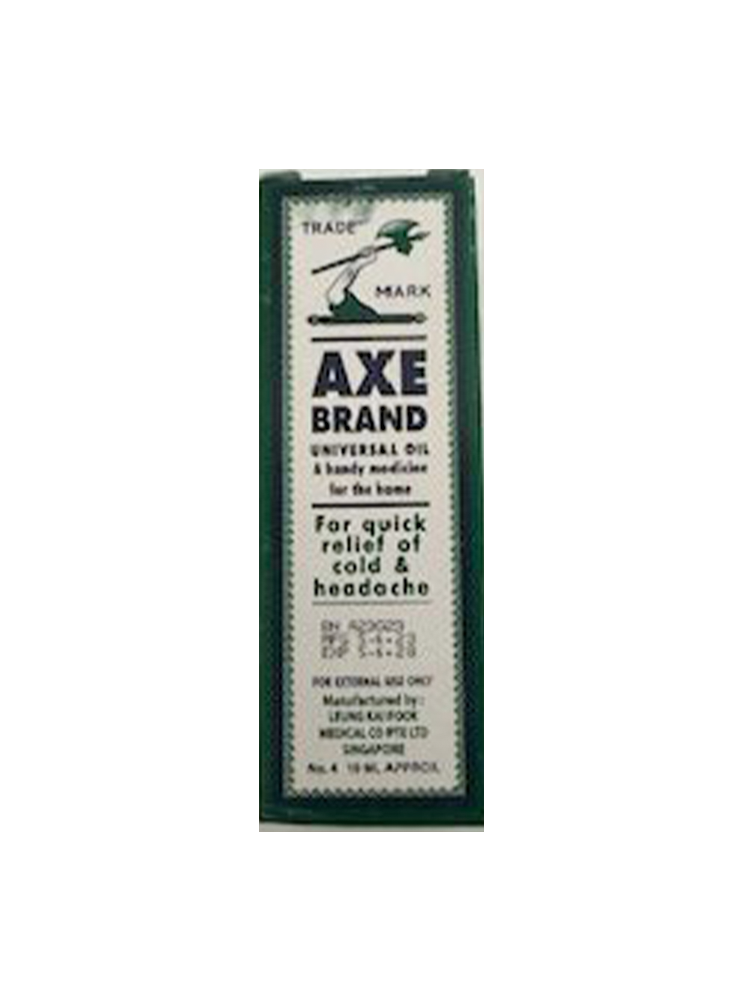 TRADE
MARK
AXE
BRAND
UNIVERSAL OIL
A handy medicine
for the home
For quick
relief of
cold &
headache
FOR EXTERNAL USE ONLY
Manufactured by:
LEUNG KAI FOOK
MEDICAL CO PTE LTD
SINGAPORE
No. 4 10 ML APPROX.